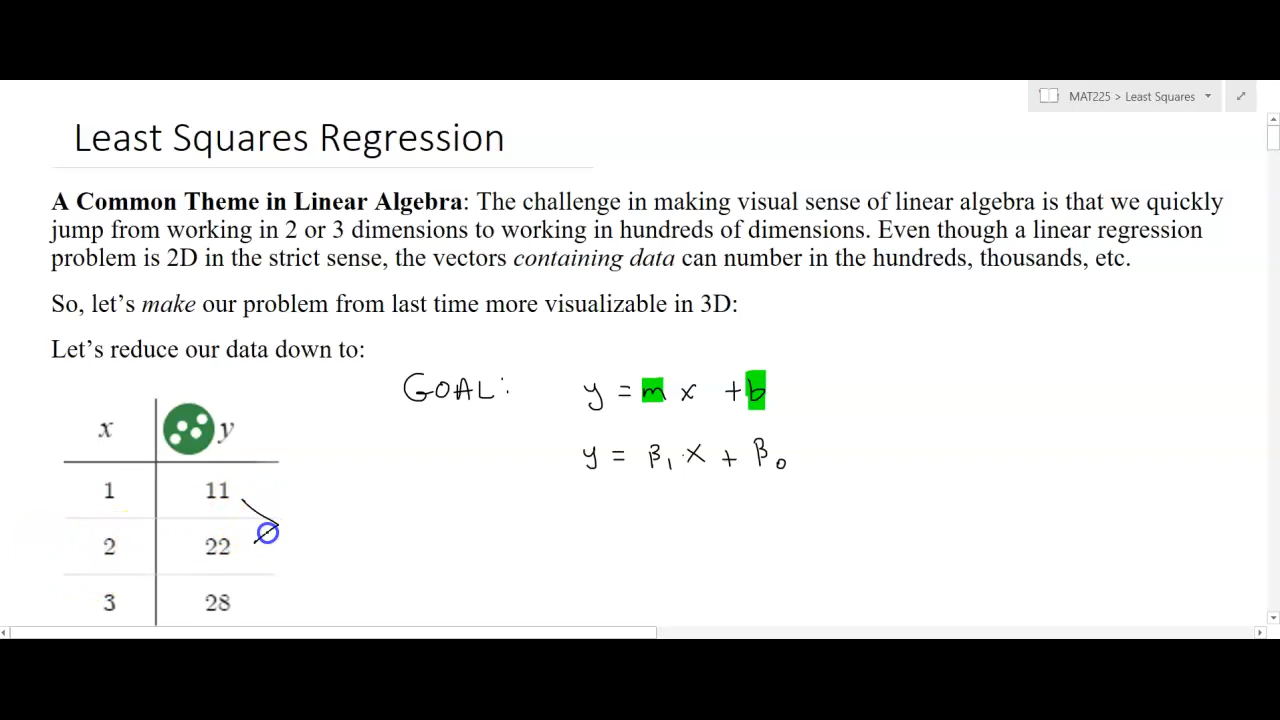 MAT225 > Least Squares
Least Squares Regression
A Common Theme in Linear Algebra: The challenge in making visual sense of linear algebra is that we quickly
jump from working in 2 or 3 dimensions to working in hundreds of dimensions. Even though a linear regression
problem is 2D in the strict sense, the vectors containing data can number in the hundreds, thousands, etc.
So, let's make our problem from last time more visualizable in 3D:
Let's reduce our data down to:
GOAL: y = m x + b
y = β₁·x + β₀
x y
1 11
2 22
3 28